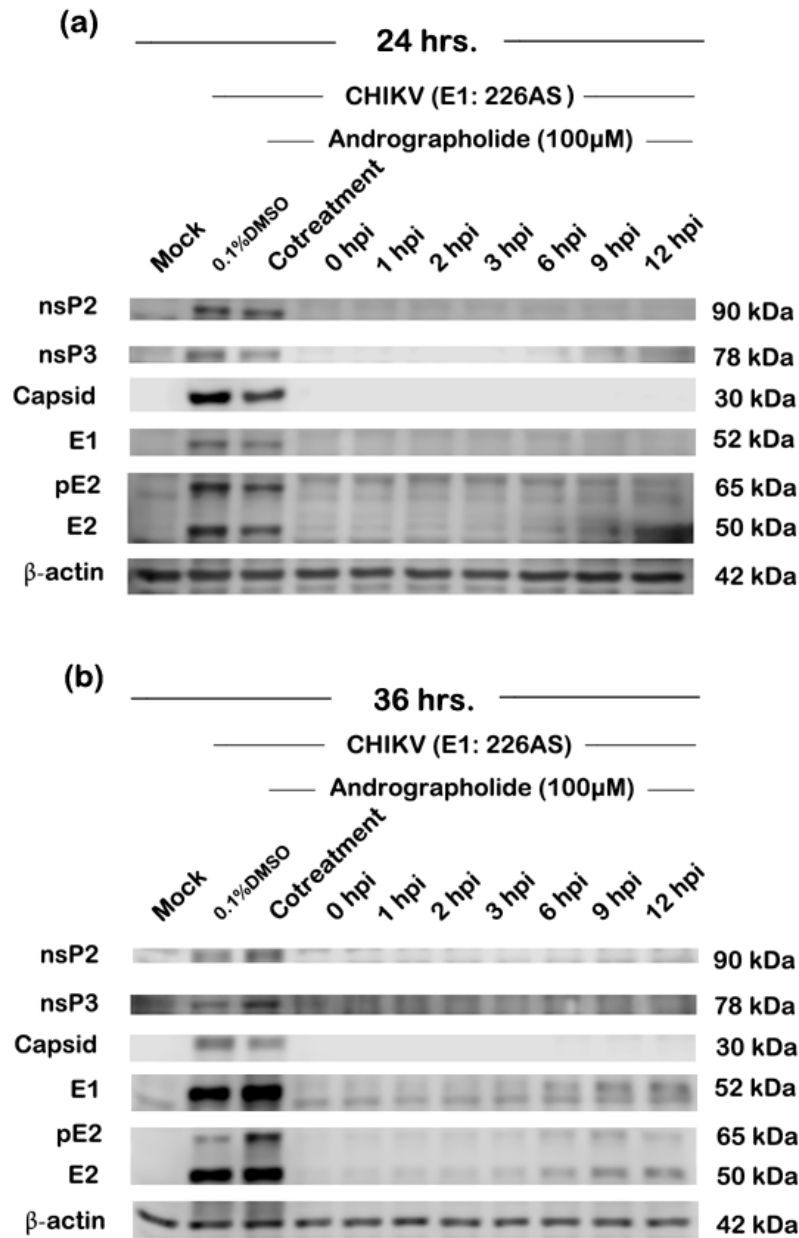 (a)
24 hrs.
CHIKV (E1: 226AS )
Andrographolide (100µM)
Mock 0.1%DMSO Cotreatment 0 hpi 1 hpi 2 hpi 3 hpi 6 hpi 9 hpi 12 hpi
nsP2 90 kDa
nsP3 78 kDa
Capsid 30 kDa
E1 52 kDa
pE2 65 kDa
E2 50 kDa
β-actin 42 kDa
(b)
36 hrs.
CHIKV (E1: 226AS)
Andrographolide (100µM)
Mock 0.1%DMSO Cotreatment 0 hpi 1 hpi 2 hpi 3 hpi 6 hpi 9 hpi 12 hpi
nsP2 90 kDa
nsP3 78 kDa
Capsid 30 kDa
E1 52 kDa
pE2 65 kDa
E2 50 kDa
β-actin 42 kDa